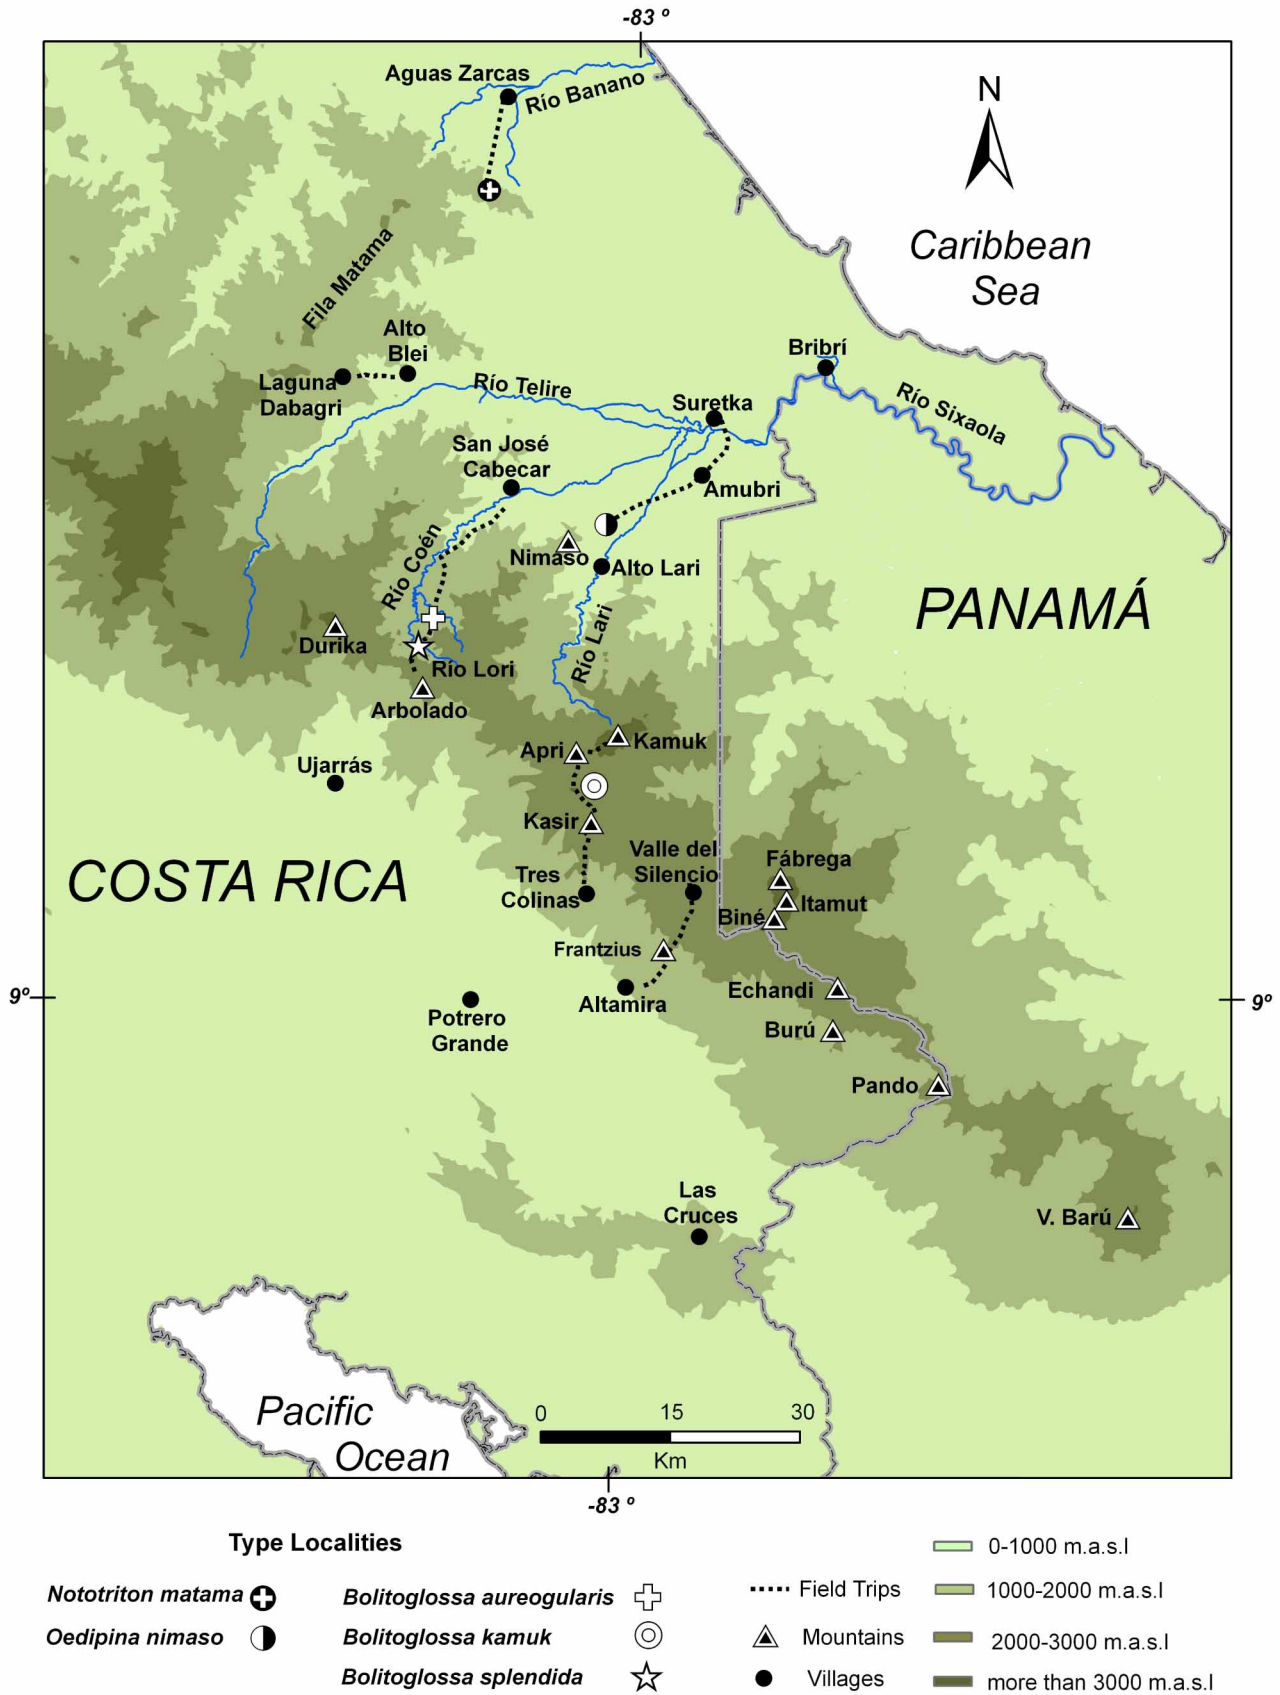 -83 º
Aguas Zarcas
Río Banano
N
Caribbean
Sea
Fila Matama
Alto
Blei
Laguna
Dabagri
Río Telire
Bribrí
Suretka
Río Sixaola
San José
Cabecar
Amubri
Nimaso
Alto Lari
Río Coén
PANAMÁ
Río Lari
Durika
Río Lori
Arbolado
Kamuk
Apri
Ujarrás
Kasir
COSTA RICA
Valle del
Silencio
Fábrega
Tres
Colinas
Itamut
Biné
Frantzius
Echandi
Altamira
9º
9º
Potrero
Grande
Burú
Pando
Las
Cruces
V. Barú
Pacific
Ocean
0 15 30
Km
-83 º
Type Localities
Nototriton matama
Oedipina nimaso
Bolitoglossa aureogularis
Bolitoglossa kamuk
Bolitoglossa splendida
Field Trips
Mountains
Villages
0-1000 m.a.s.l
1000-2000 m.a.s.l
2000-3000 m.a.s.l
more than 3000 m.a.s.l